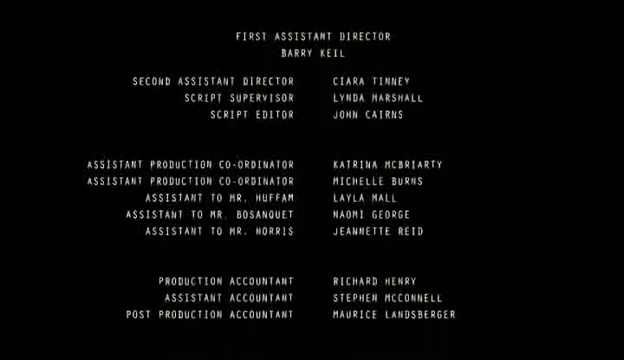 FIRST ASSISTANT DIRECTOR
BARRY KEIL
SECOND ASSISTANT DIRECTOR CIARA TINNEY
SCRIPT SUPERVISOR LYNDA MARSHALL
SCRIPT EDITOR JOHN CAIRNS
ASSISTANT PRODUCTION CO-ORDINATOR KATRINA MCBRIARTY
ASSISTANT PRODUCTION CO-ORDINATOR MICHELLE BURNS
ASSISTANT TO MR. HUFFAM LAYLA MALL
ASSISTANT TO MR. BOSANQUET NAOMI GEORGE
ASSISTANT TO MR. NORRIS JEANNETTE REID
PRODUCTION ACCOUNTANT RICHARD HENRY
ASSISTANT ACCOUNTANT STEPHEN MCCONNELL
POST PRODUCTION ACCOUNTANT MAURICE LANDSBERGER